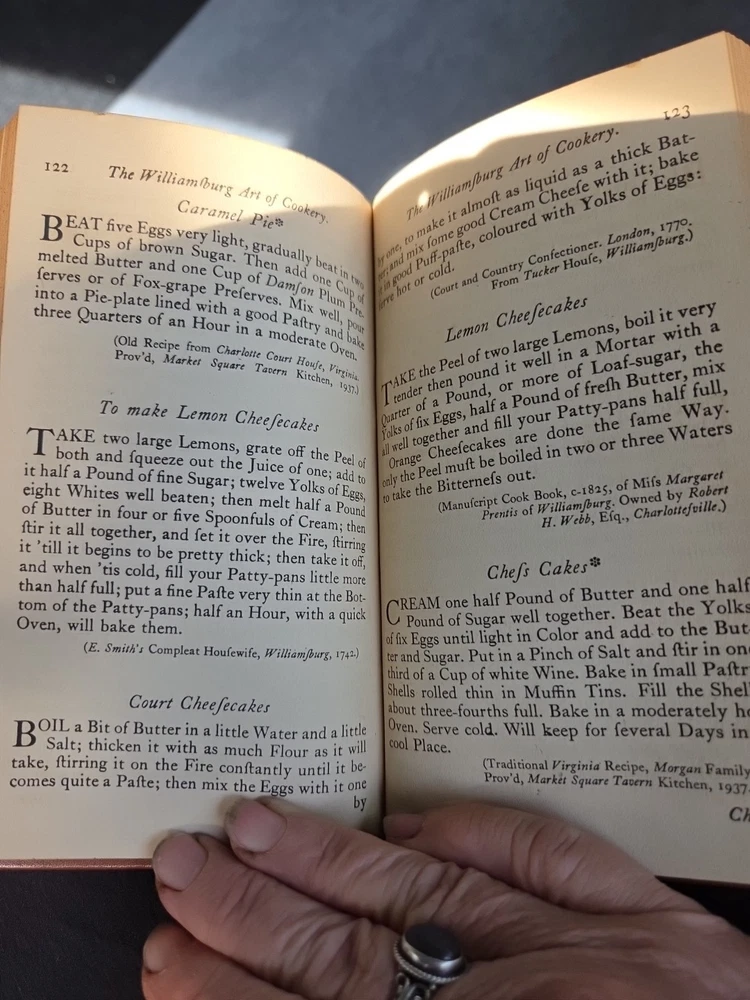 122
The Williamſburg Art of Cookery.
Caramel Pie*
BEAT five Eggs very light, gradually beat in two
Cups of brown Sugar. Then add one Cup of
melted Butter and one Cup of Damſon Plum Pre-
ſerves or of Fox-grape Preſerves. Mix well, pour
into a Pie-plate lined with a good Paſtry and bake
three Quarters of an Hour in a moderate Oven.
(Old Recipe from Charlotte Court Houſe, Virginia.
Prov'd, Market Square Tavern Kitchen, 1937.)
To make Lemon Cheeſecakes
TAKE two large Lemons, grate off the Peel of
both and ſqueeze out the Juice of one; add to
it half a Pound of fine Sugar; twelve Yolks of Eggs,
eight Whites well beaten; then melt half a Pound
of Butter in four or five Spoonfuls of Cream; then
ſtir it all together, and ſet it over the Fire, ſtirring
it 'till it begins to be pretty thick; then take it off,
and when 'tis cold, fill your Patty-pans little more
than half full; put a fine Paſte very thin at the Bot-
tom of the Patty-pans; half an Hour, with a quick
Oven, will bake them.
(E. Smith's Compleat Houſewife, Williamſburg, 1742.)
Court Cheeſecakes
BOIL a Bit of Butter in a little Water and a little
Salt; thicken it with as much Flour as it will
take, ſtirring it on the Fire conſtantly until it be-
comes quite a Paſte; then mix the Eggs with it one
by
123
The Williamſburg Art of Cookery.
by one, to make it almoſt as liquid as a thick Bat-
ter; and mix ſome good Cream Cheeſe with it; bake
it in good Puff-paſte, coloured with Yolks of Eggs:
ſerve hot or cold.
(Court and Country Confectioner. London, 1770.
From Tucker Houſe, Williamſburg.)
Lemon Cheeſecakes
TAKE the Peel of two large Lemons, boil it very
tender then pound it well in a Mortar with a
Quarter of a Pound, or more of Loaf-sugar, the
Yolks of ſix Eggs, half a Pound of freſh Butter, mix
all well together and fill your Patty-pans half full,
Orange Cheeſecakes are done the ſame Way.
only the Peel muſt be boiled in two or three Waters
to take the Bitterneſs out.
(Manuſcript Cook Book, c-1825, of Miſs Margaret
Prentis of Williamſburg. Owned by Robert
H. Webb, Eſq., Charlotteſville.)
Cheſs Cakes*
CREAM one half Pound of Butter and one half
Pound of Sugar well together. Beat the Yolks
of ſix Eggs until light in Color and add to the But-
ter and Sugar. Put in a Pinch of Salt and ſtir in one
third of a Cup of white Wine. Bake in ſmall Paſtry
Shells rolled thin in Muffin Tins. Fill the Shell
about three-fourths full. Bake in a moderately ho
Oven. Serve cold. Will keep for ſeveral Days in
cool Place.
(Traditional Virginia Recipe, Morgan Family
Prov'd, Market Square Tavern Kitchen, 1937.
Ch